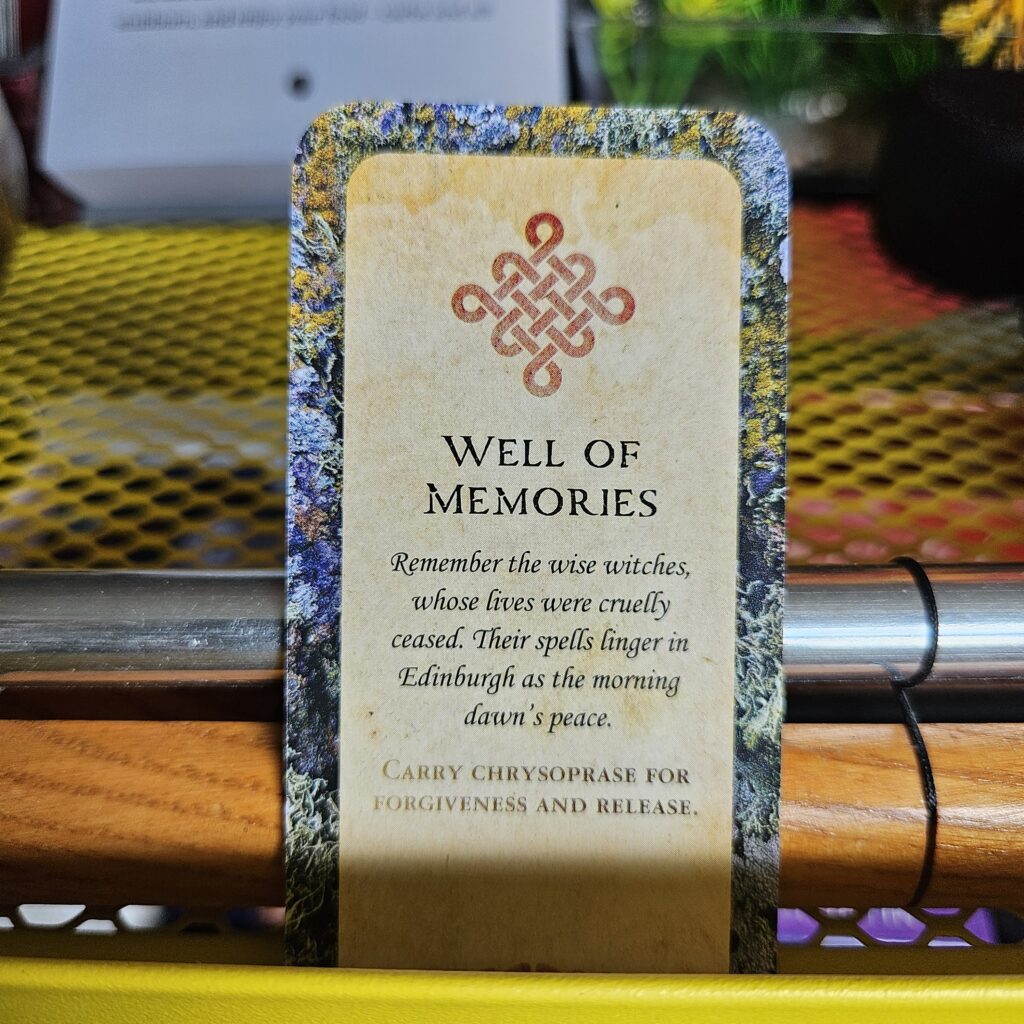 WELL OF
MEMORIES
Remember the wise witches,
whose lives were cruelly
ceased. Their spells linger in
Edinburgh as the morning
dawn's peace.
CARRY CHRYSOPRASE FOR
FORGIVENESS AND RELEASE.